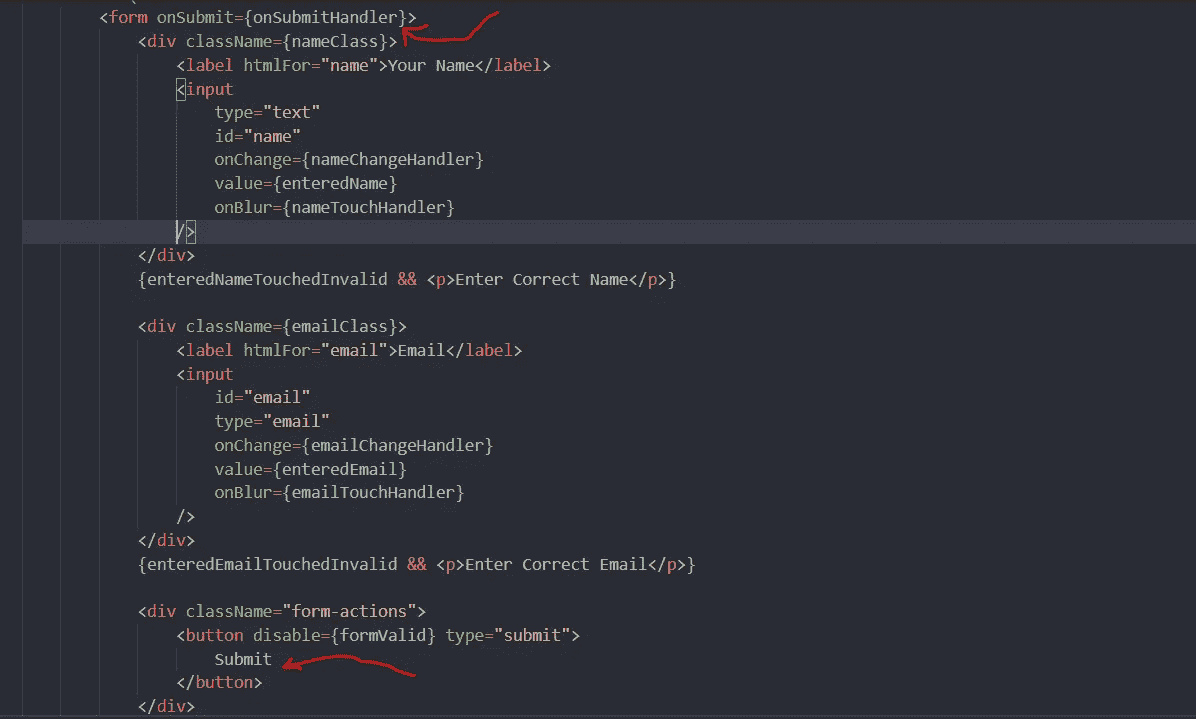 <form onSubmit={onSubmitHandler}>
<div className={nameClass}>
<label htmlFor="name">Your Name</label>
<input
type="text"
id="name"
onChange={nameChangeHandler}
value={enteredName}
onBlur={nameTouchHandler}
/>
</div>
{enteredNameTouchedInvalid && <p>Enter Correct Name</p>}
<div className={emailClass}>
<label htmlFor="email">Email</label>
<input
id="email"
type="email"
onChange={emailChangeHandler}
value={enteredEmail}
onBlur={emailTouchHandler}
/>
</div>
{enteredEmailTouchedInvalid && <p>Enter Correct Email</p>}
<div className="form-actions">
<button disable={formValid} type="submit">
Submit
</button>
</div>